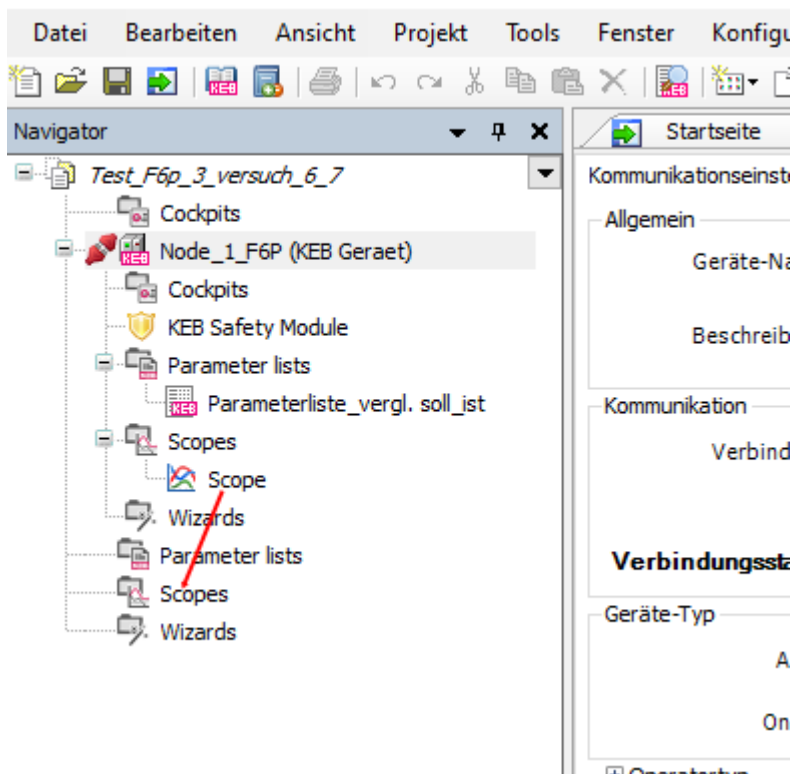 Datei Bearbeiten Ansicht Projekt Tools Fenster Konfigu
Navigator
Startseite
Test_F6p_3_versuch_6_7
Cockpits
Node_1_F6P (KEB Geraet)
Cockpits
KEB Safety Module
Parameter lists
Parameterliste_vergl. soll_ist
Scopes
Scope
Wizards
Parameter lists
Scopes
Wizards
Kommunikationseinste
Allgemein
Geräte-Na
Beschreib
Kommunikation
Verbind
Verbindungssta
Geräte-Typ
A
On
Operatortyp